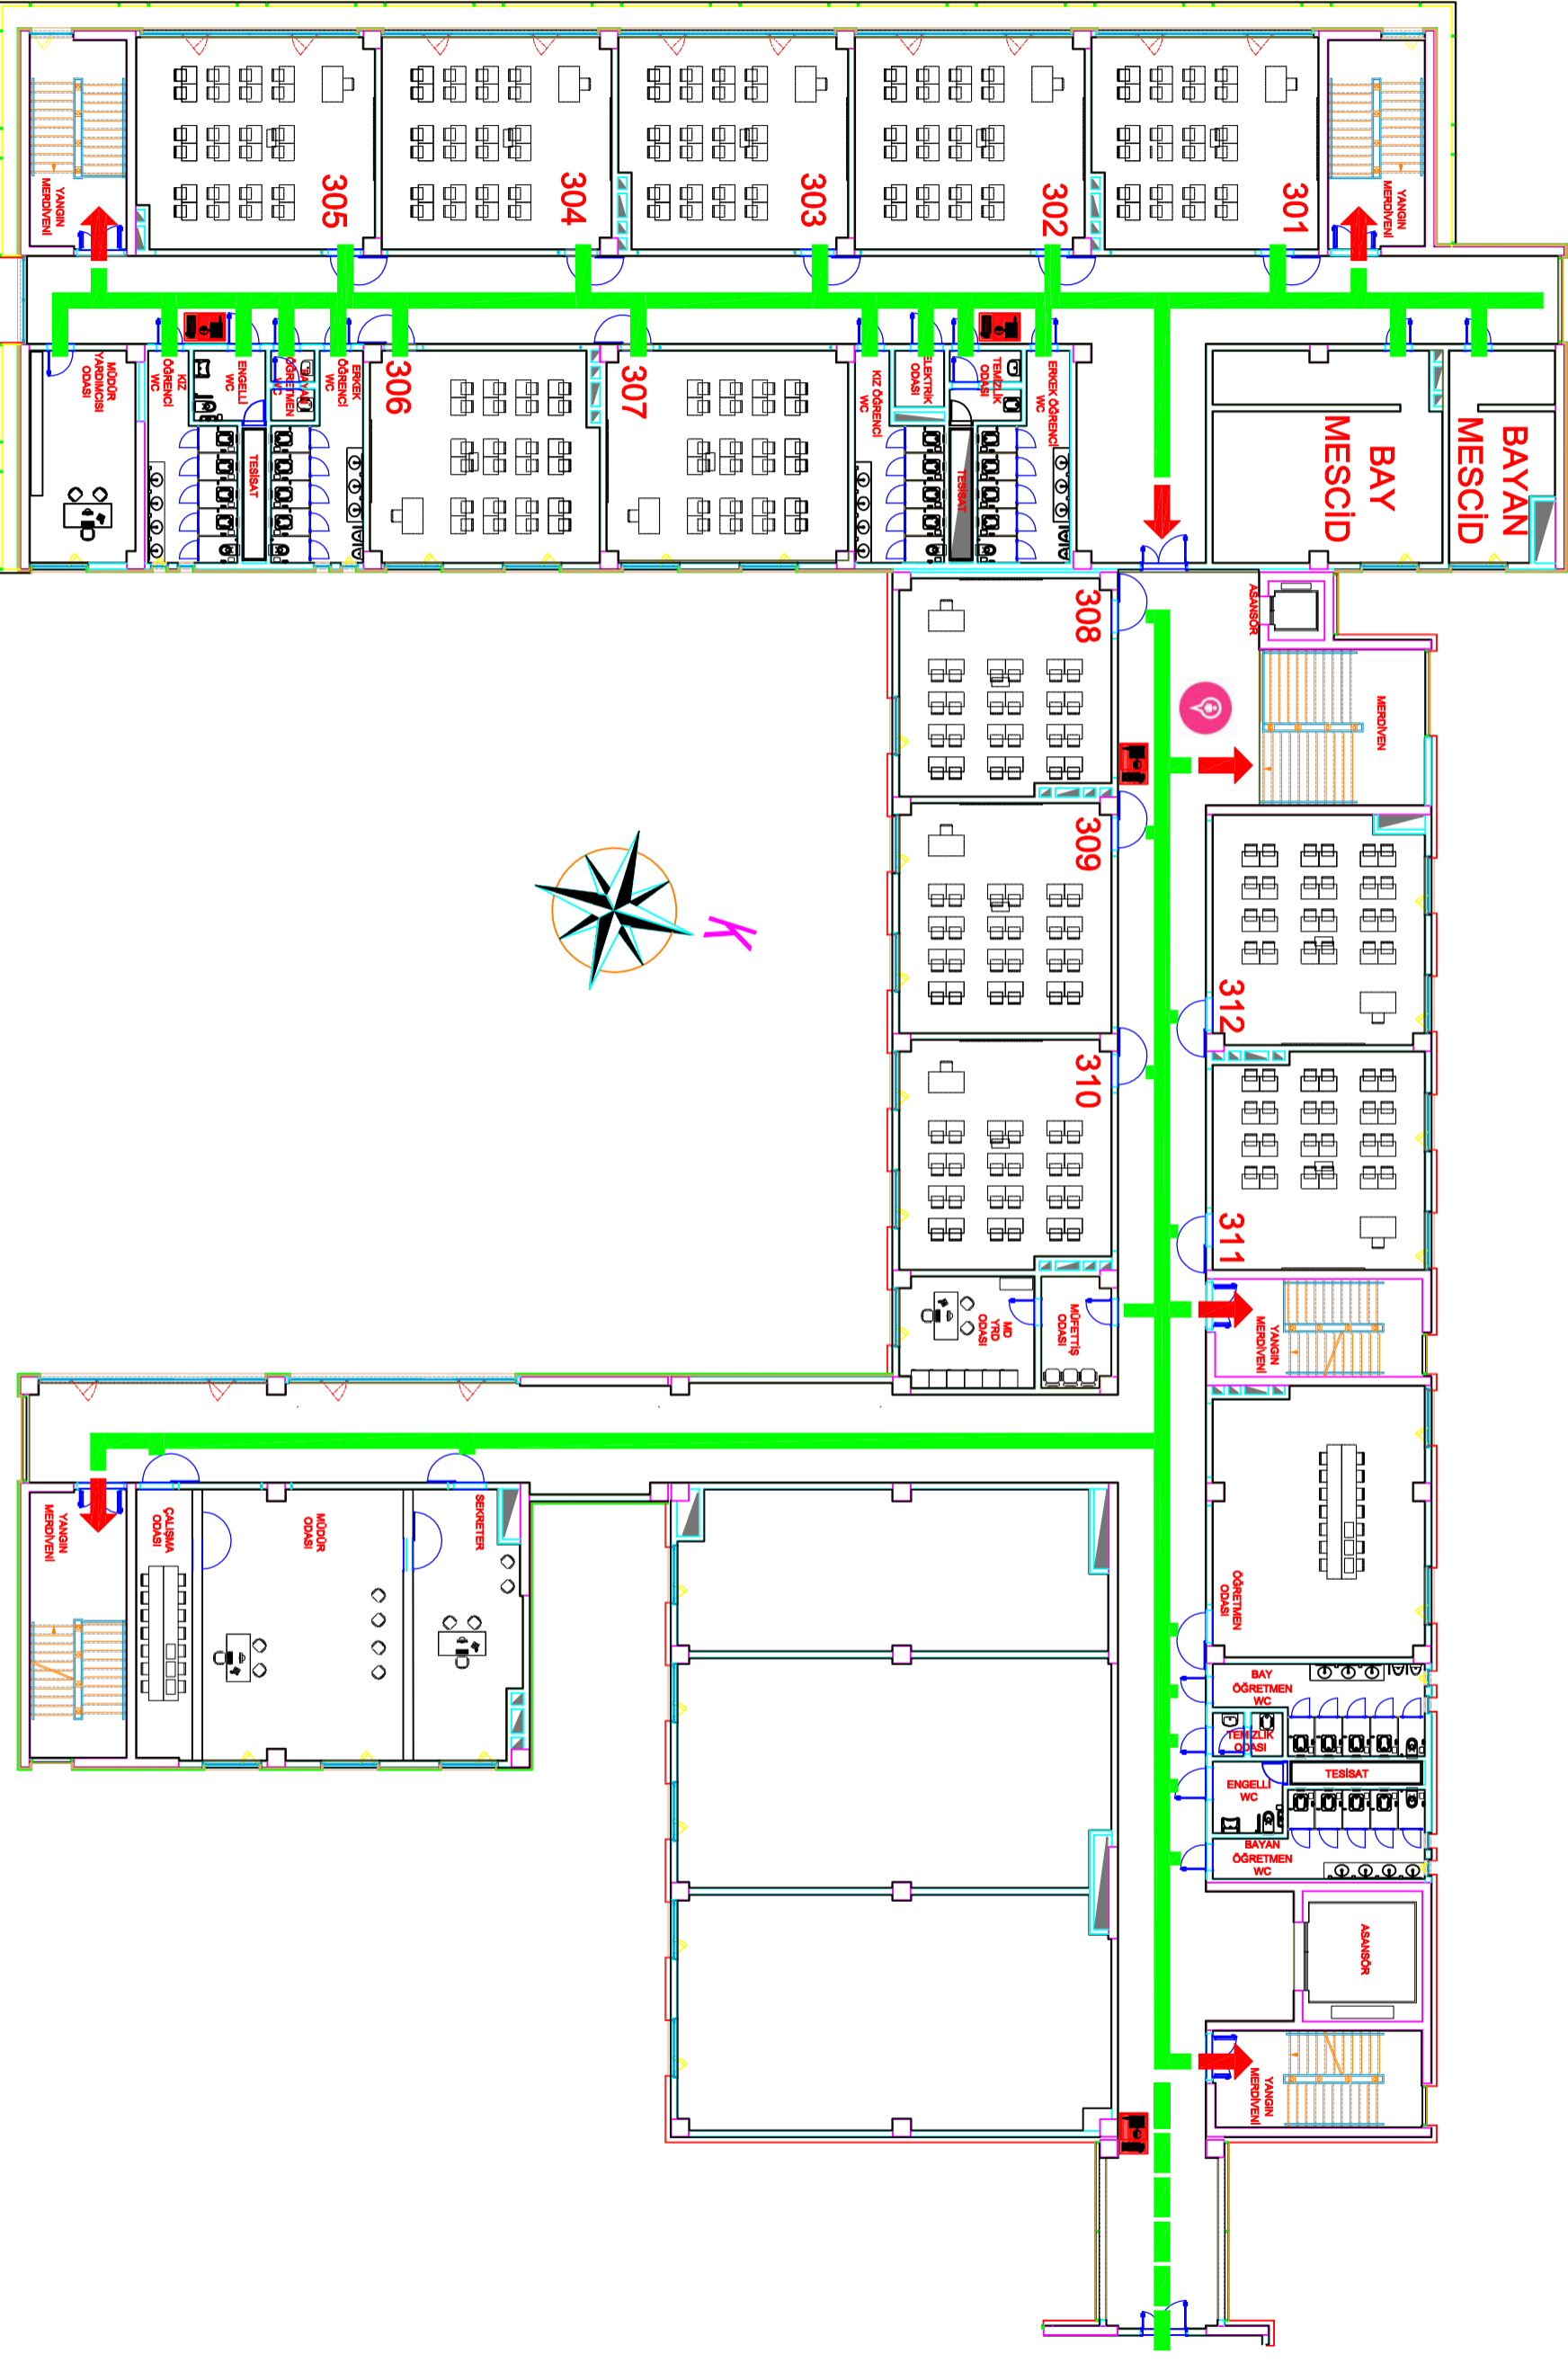 YANGIN
MERDİVENİ
305
304
303
302
301
YANGIN
MERDİVENİ
MÜDÜR
YARDIMCISI
ODASI
KIZ
ÖĞRENCİ
WC
ENGELLİ
WC
BAYAN
ÖĞRETMEN
WC
ERKEK
ÖĞRENCİ
WC
306
307
KIZ ÖĞRENCİ
WC
ELEKTRİK
ODASI
TEMİZLİK
ODASI
ERKEK ÖĞRENCİ
WC
BAY
MESCİD
BAYAN
MESCİD
TESİSAT
TESİSAT
308
ASANSÖR
MERDİVEN
309
K
312
310
311
MD
YRD
ODASI
MÜFETTİŞ
ODASI
YANGIN
MERDİVENİ
YANGIN
MERDİVENİ
ÇALIŞMA
ODASI
MÜDÜR
ODASI
SEKRETER
ÖĞRETMEN
ODASI
BAY
ÖĞRETMEN
WC
TEMİZLİK
ODASI
TESİSAT
ENGELLİ
WC
BAYAN
ÖĞRETMEN
WC
ASANSÖR
YANGIN
MERDİVENİ